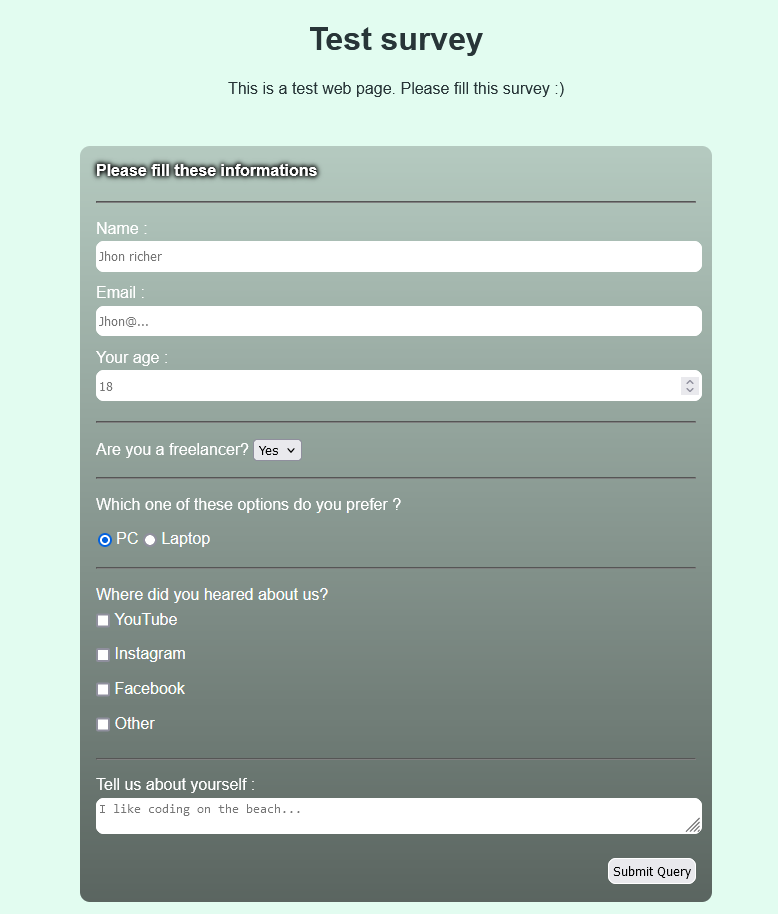 Test survey
This is a test web page. Please fill this survey :)
Please fill these informations
Name :
Jhon richer
Email :
Jhon@...
Your age :
18
Are you a freelancer? Yes
Which one of these options do you prefer ?
PC Laptop
Where did you heared about us?
YouTube
Instagram
Facebook
Other
Tell us about yourself :
I like coding on the beach...
Submit Query